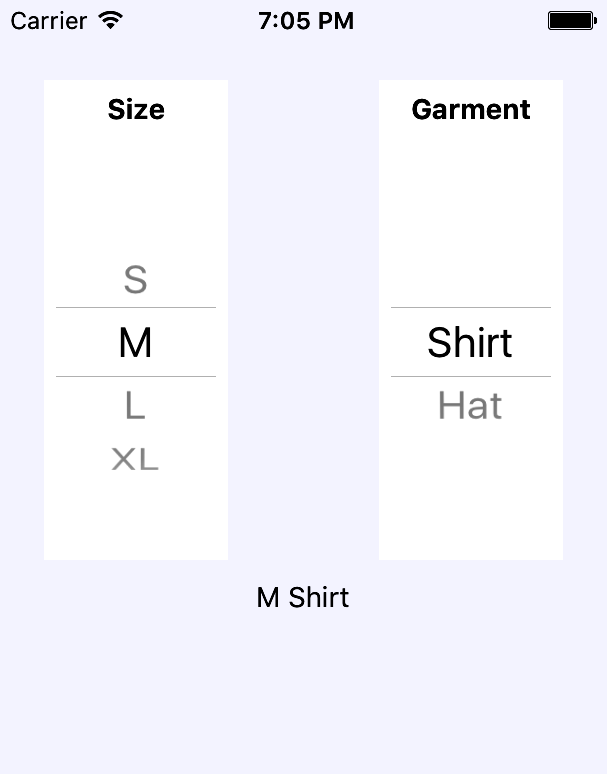 Carrier 7:05 PM
Size
S
M
L
XL
Garment
Shirt
Hat
M Shirt